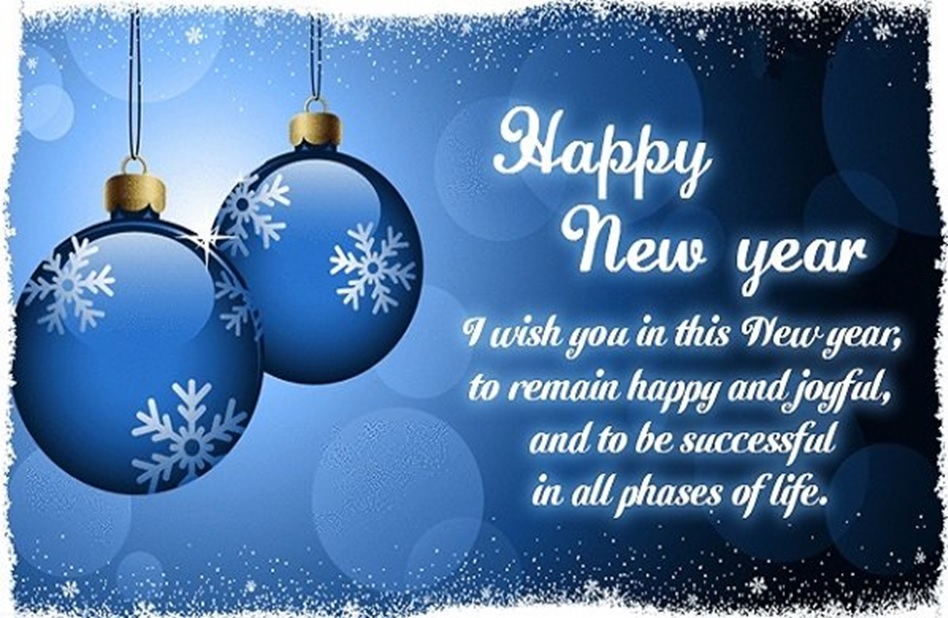 Happy
New year
I wish you in this New year,
to remain happy and joyful,
and to be successful
in all phases of life.